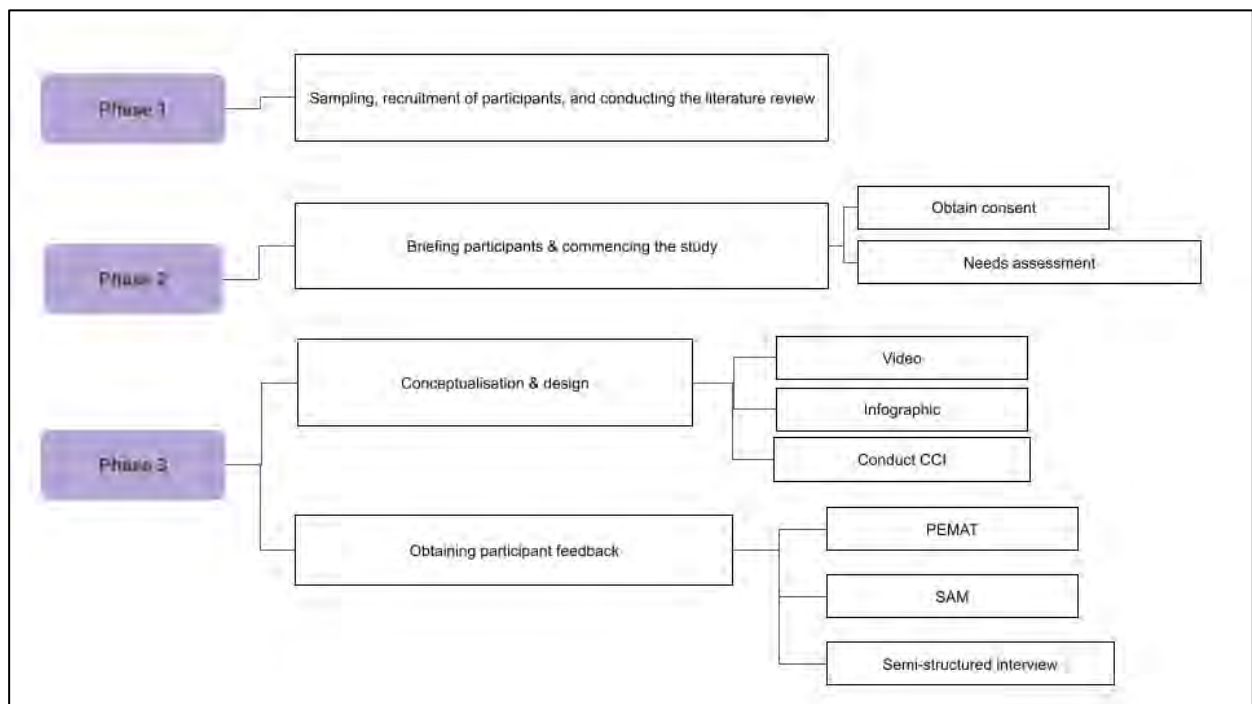 Phase 1
Sampling, recruitment of participants, and conducting the literature review
Phase 2
Briefing participants & commencing the study
Obtain consent
Needs assessment
Phase 3
Conceptualisation & design
Video
Infographic
Conduct CCI
Obtaining participant feedback
PEMAT
SAM
Semi-structured interview